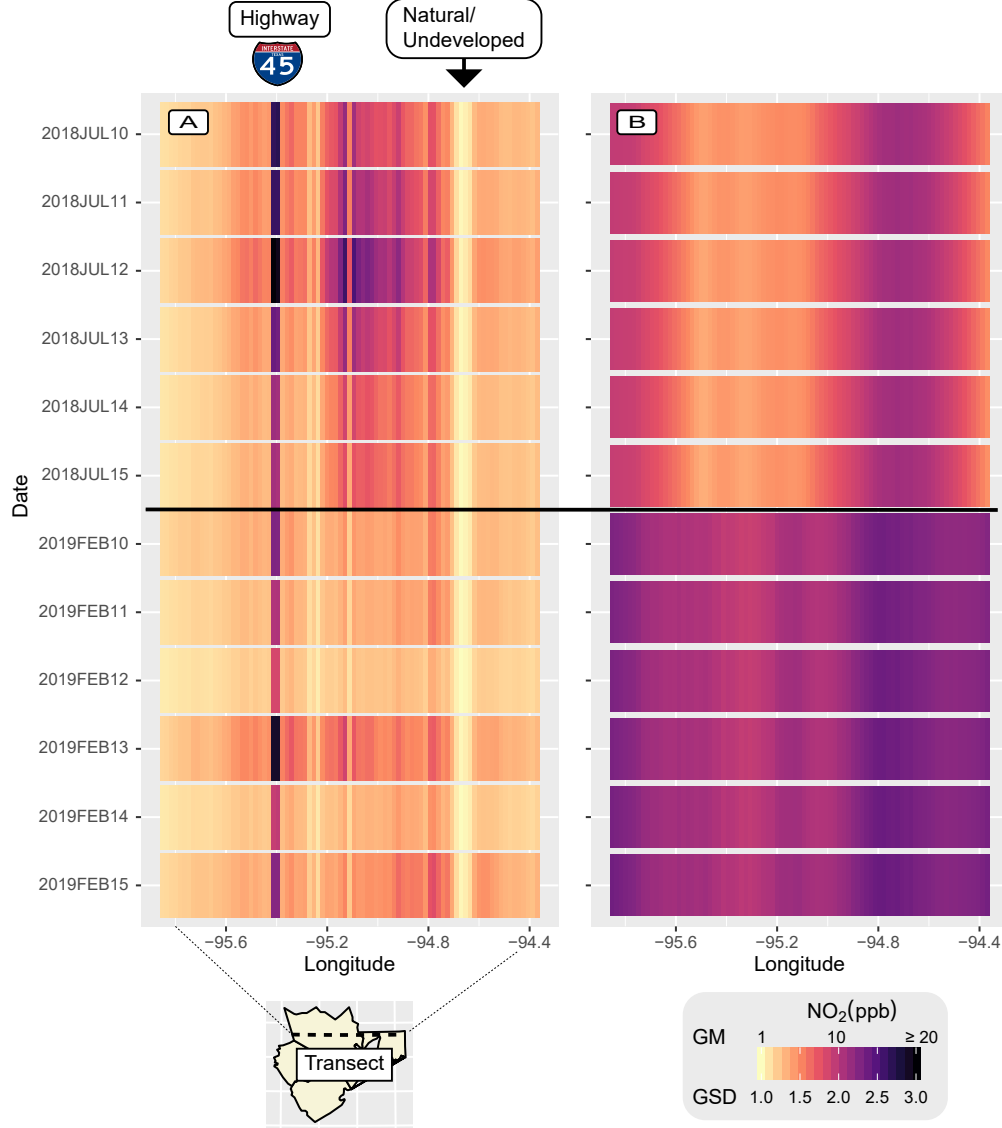 Highway
INTERSTATE
TEXAS
45
Natural/
Undeveloped
A
B
Date
2018JUL10
2018JUL11
2018JUL12
2018JUL13
2018JUL14
2018JUL15
2019FEB10
2019FEB11
2019FEB12
2019FEB13
2019FEB14
2019FEB15
−95.6 −95.2 −94.8 −94.4
Longitude
−95.6 −95.2 −94.8 −94.4
Longitude
Transect
NO₂(ppb)
GM 1 10 ≥ 20
GSD 1.0 1.5 2.0 2.5 3.0